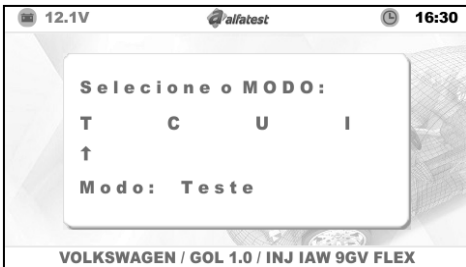 12.1V alfatest 16:30
Selecione o MODO:
T C U I
↑
Modo: Teste
VOLKSWAGEN / GOL 1.0 / INJ IAW 9GV FLEX